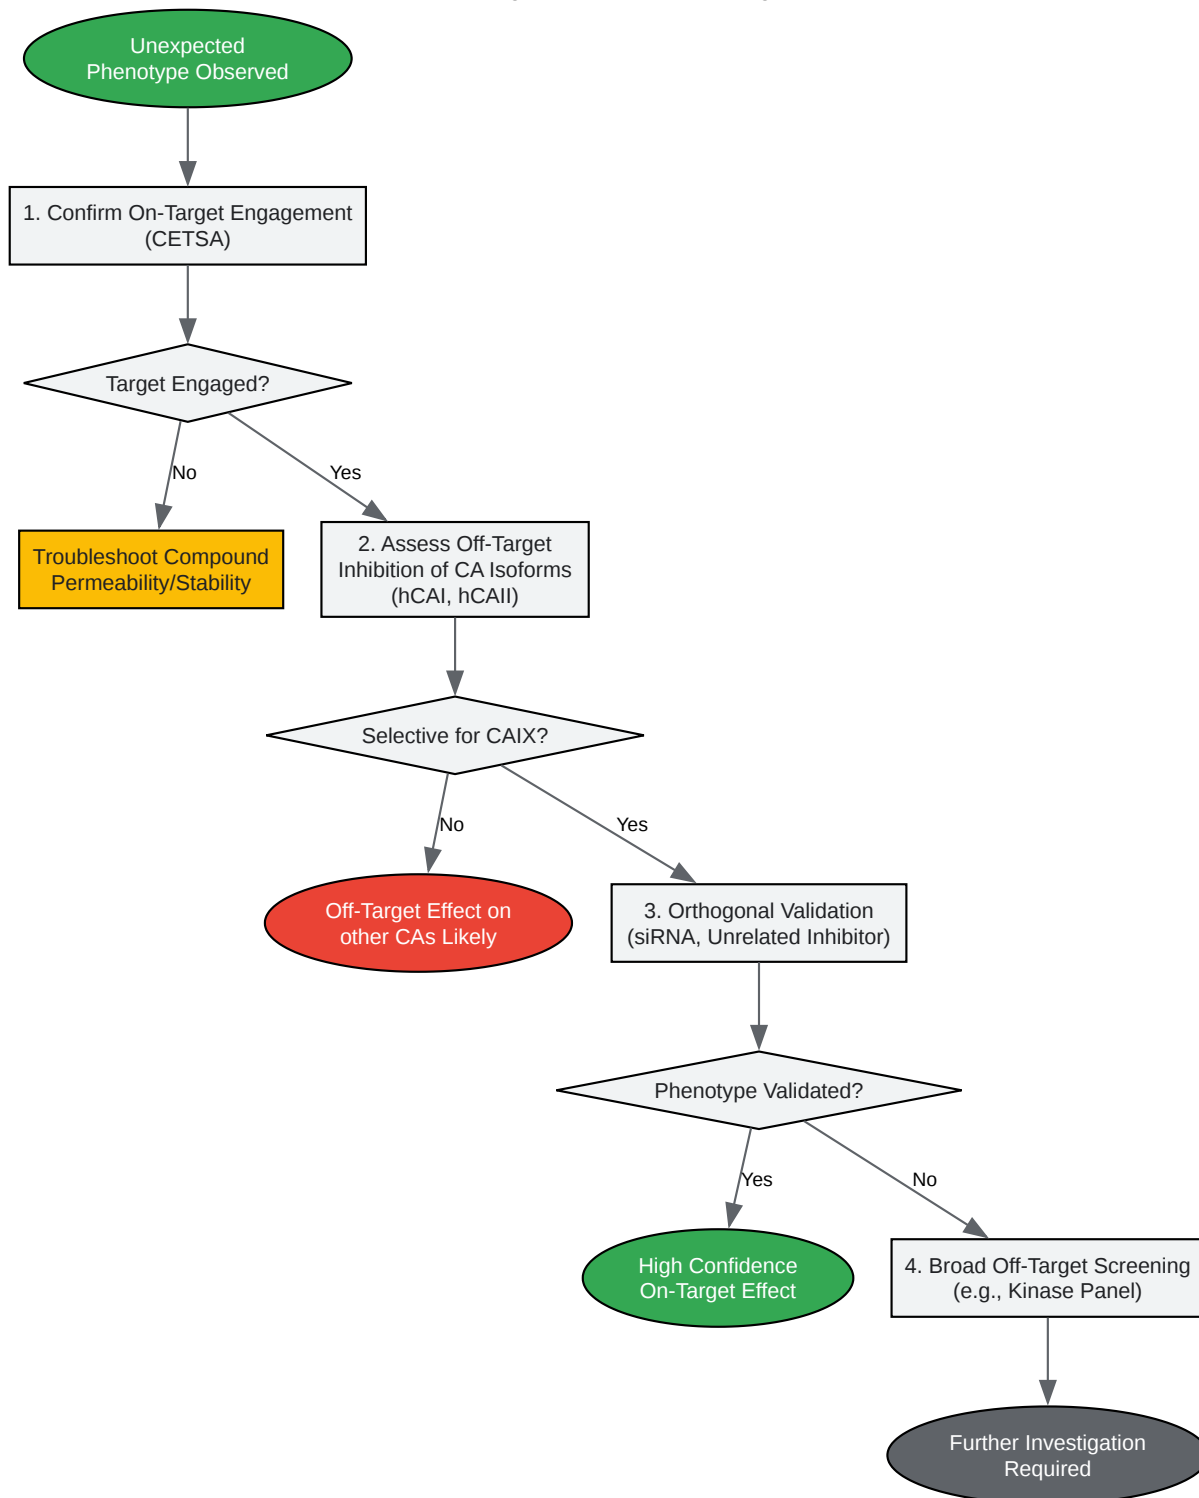 Unexpected
Phenotype Observed
1. Confirm On-Target Engagement
(CETSA)
Target Engaged?
No
Yes
Troubleshoot Compound
Permeability/Stability
2. Assess Off-Target
Inhibition of CA Isoforms
(hCAI, hCAII)
Selective for CAIX?
No
Yes
Off-Target Effect on
other CAs Likely
3. Orthogonal Validation
(siRNA, Unrelated Inhibitor)
Phenotype Validated?
Yes
No
High Confidence
On-Target Effect
4. Broad Off-Target Screening
(e.g., Kinase Panel)
Further Investigation
Required